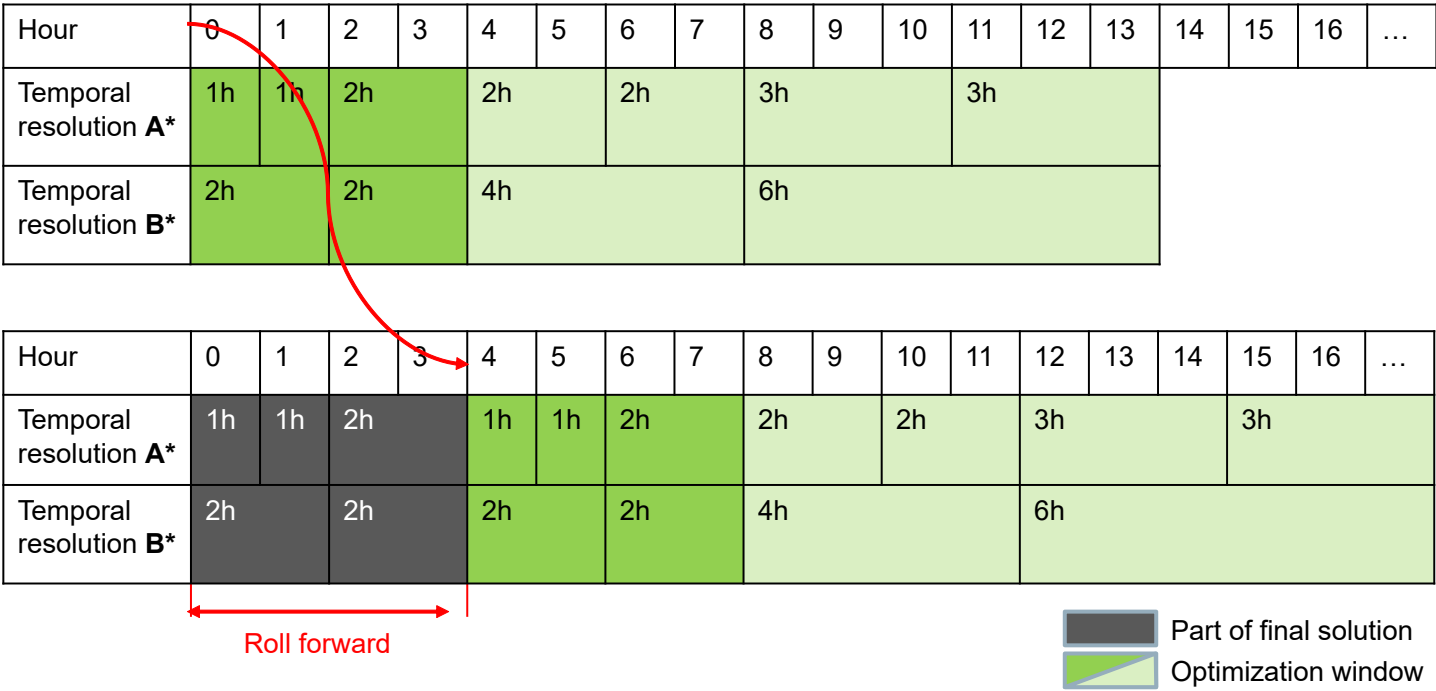 Hour 0 1 2 3 4 5 6 7 8 9 10 11 12 13 14 15 16 ...
Temporal 1h 1h 2h 2h 2h 3h 3h
resolution A*
Temporal 2h 2h 4h 6h
resolution B*
Hour 0 1 2 3 4 5 6 7 8 9 10 11 12 13 14 15 16 ...
Temporal 1h 1h 2h 1h 1h 2h 2h 2h 3h 3h
resolution A*
Temporal 2h 2h 2h 2h 4h 6h
resolution B*
Roll forward
Part of final solution
Optimization window